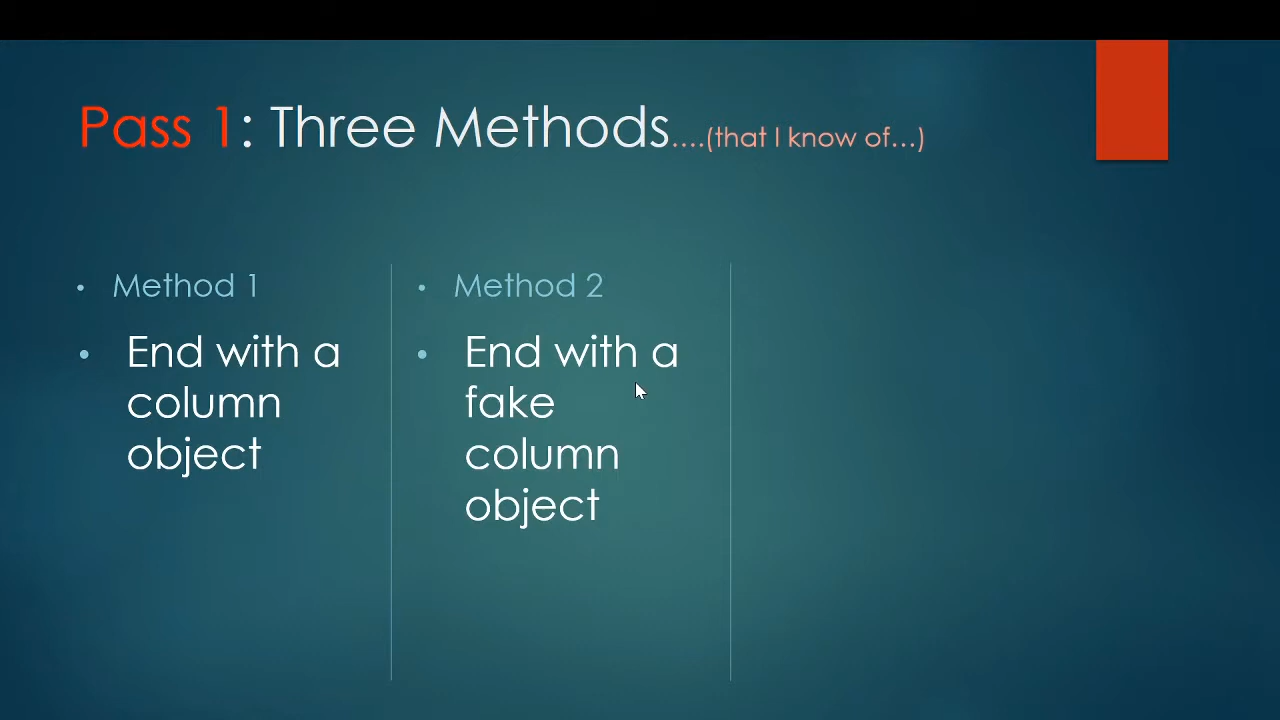 Pass 1: Three Methods....(that I know of...)
• Method 1
• End with a
column
object
• Method 2
• End with a
fake
column
object